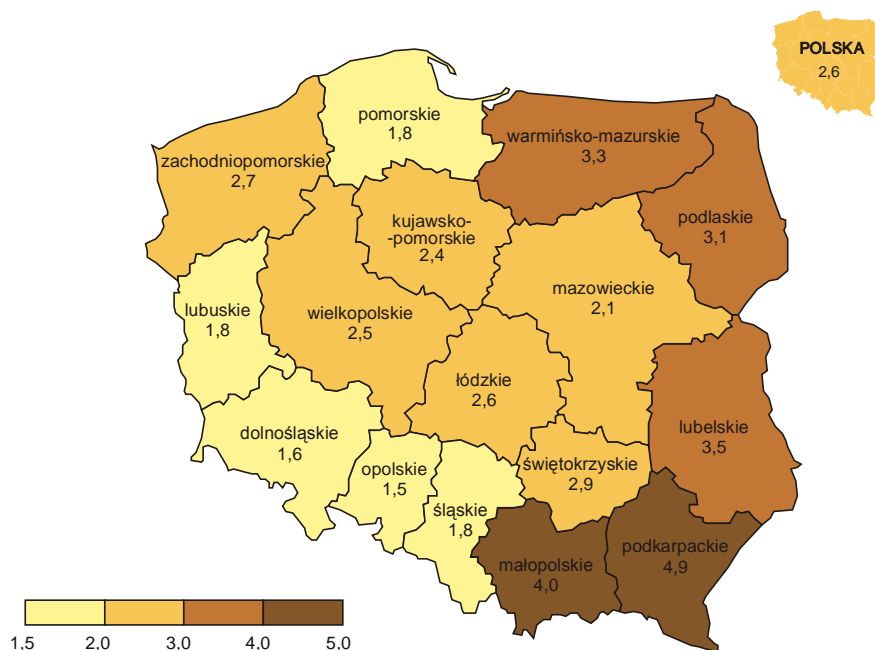 POLSKA
2,6
pomorskie
1,8
warmińsko-mazurskie
3,3
zachodniopomorskie
2,7
podlaskie
3,1
kujawsko-
-pomorskie
2,4
mazowieckie
2,1
lubuskie
1,8
wielkopolskie
2,5
łódzkie
2,6
lubelskie
3,5
dolnośląskie
1,6
opolskie
1,5
świętokrzyskie
2,9
śląskie
1,8
małopolskie
4,0
podkarpackie
4,9
1,5 2,0 3.0 4,0 5,0